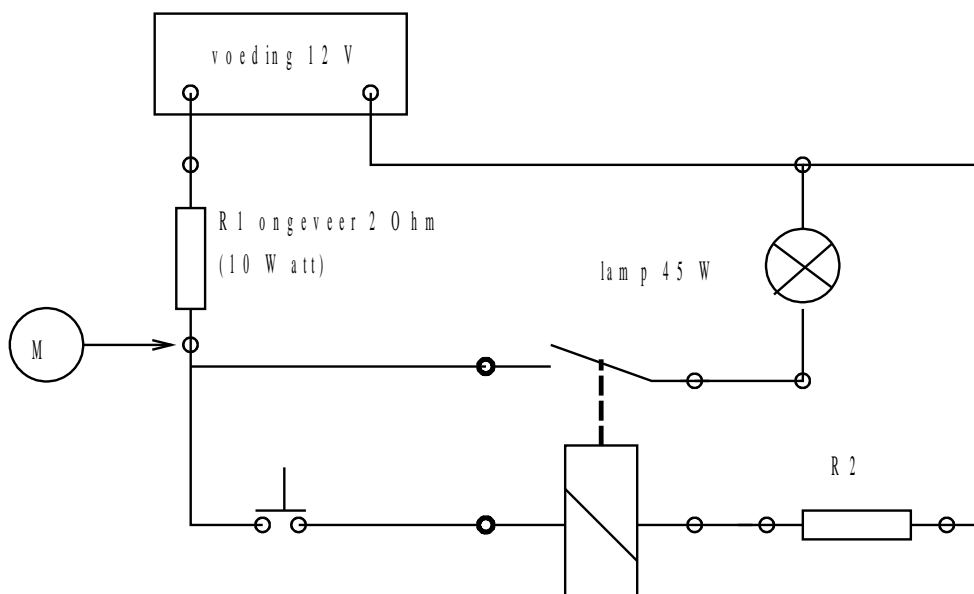 voeding 12 V
R1 ongeveer 2 Ohm
(10 Watt)
lamp 45 W
M
R2